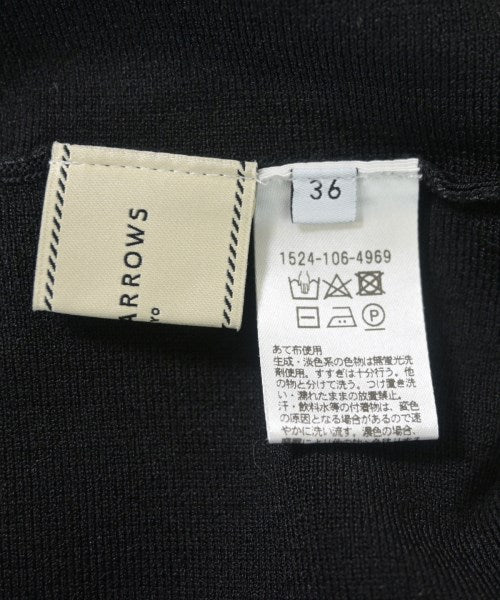 ARROWS
36
1524-106-4969
あて布使用
生成・淡色系の色物は無蛍光洗
剤使用。すすぎは十分行う。他
の物と分けて洗う。つけ置き洗
い・濡れたままの放置禁止。
汗・飲料水等の付着物は、変色
の原因となる場合があるので速
やかに洗い流す。濃色の場合、